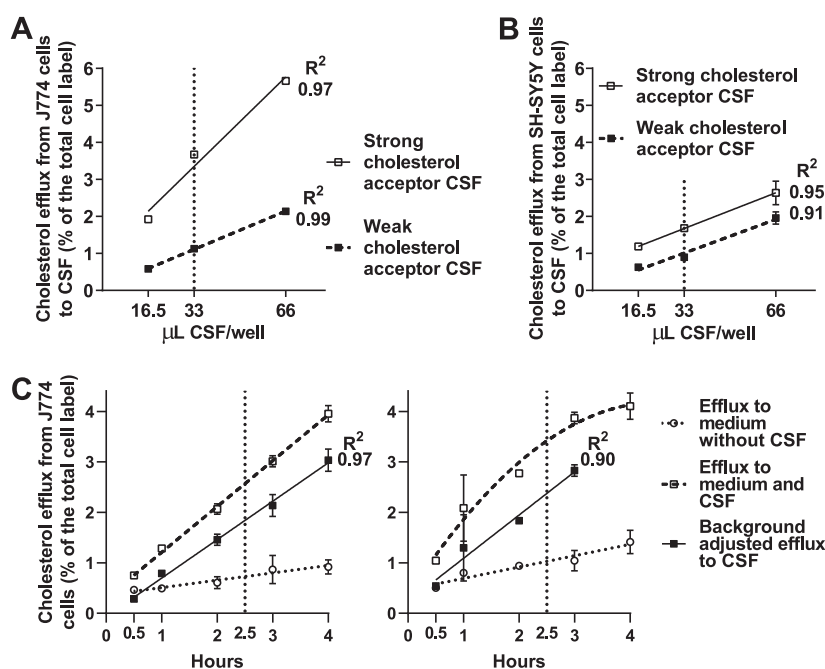 A
Cholesterol efflux from J774 cells
to CSF (% of the total cell label)
6
5
4
3
2
1
0
16.5
33
66
µL CSF/well
R2
0.97
R2
0.99
Strong
cholesterol
acceptor CSF
Weak
cholesterol
acceptor CSF
B
Cholesterol efflux from SH-SY5Y cells
to CSF (% of the total cell label)
6
5
4
3
2
1
0
16.5
33
66
µL CSF/well
Strong cholesterol
acceptor CSF
Weak cholesterol
acceptor CSF
R2
0.95
0.91
C
Cholesterol efflux from J774
cells (% of the total cell label)
4
3
2
1
0
0
0.5
1
2
2.5
3
4
Hours
R2
0.97
4
3
2
1
0
0
0.5
1
2
2.5
3
4
Hours
R2
0.90
Efflux to
medium
without CSF
Efflux to
medium and
CSF
Background
adjusted efflux
to CSF